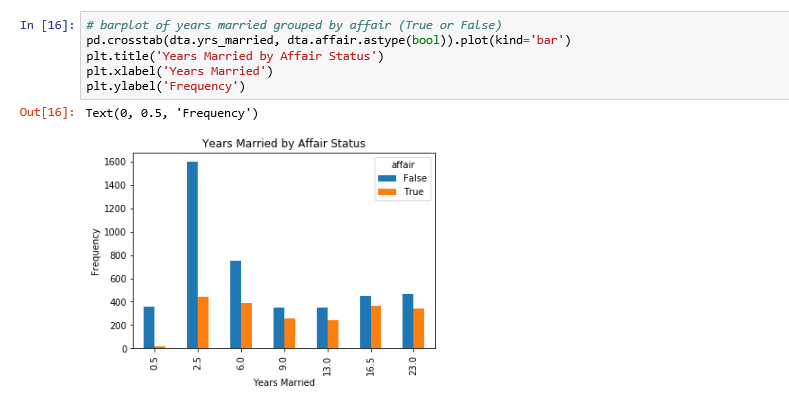 In [16]: # barplot of years married grouped by affair (True or False)
pd.crosstab(dta.yrs_married, dta.affair.astype(bool)).plot(kind='bar')
plt.title('Years Married by Affair Status')
plt.xlabel('Years Married')
plt.ylabel('Frequency')
Out[16]: Text(0, 0.5, 'Frequency')
Years Married by Affair Status
affair
False
True
Frequency
1600
1400
1200
1000
800
600
400
200
0
0.5 2.5 6.0 9.0 13.0 16.5 23.0
Years Married